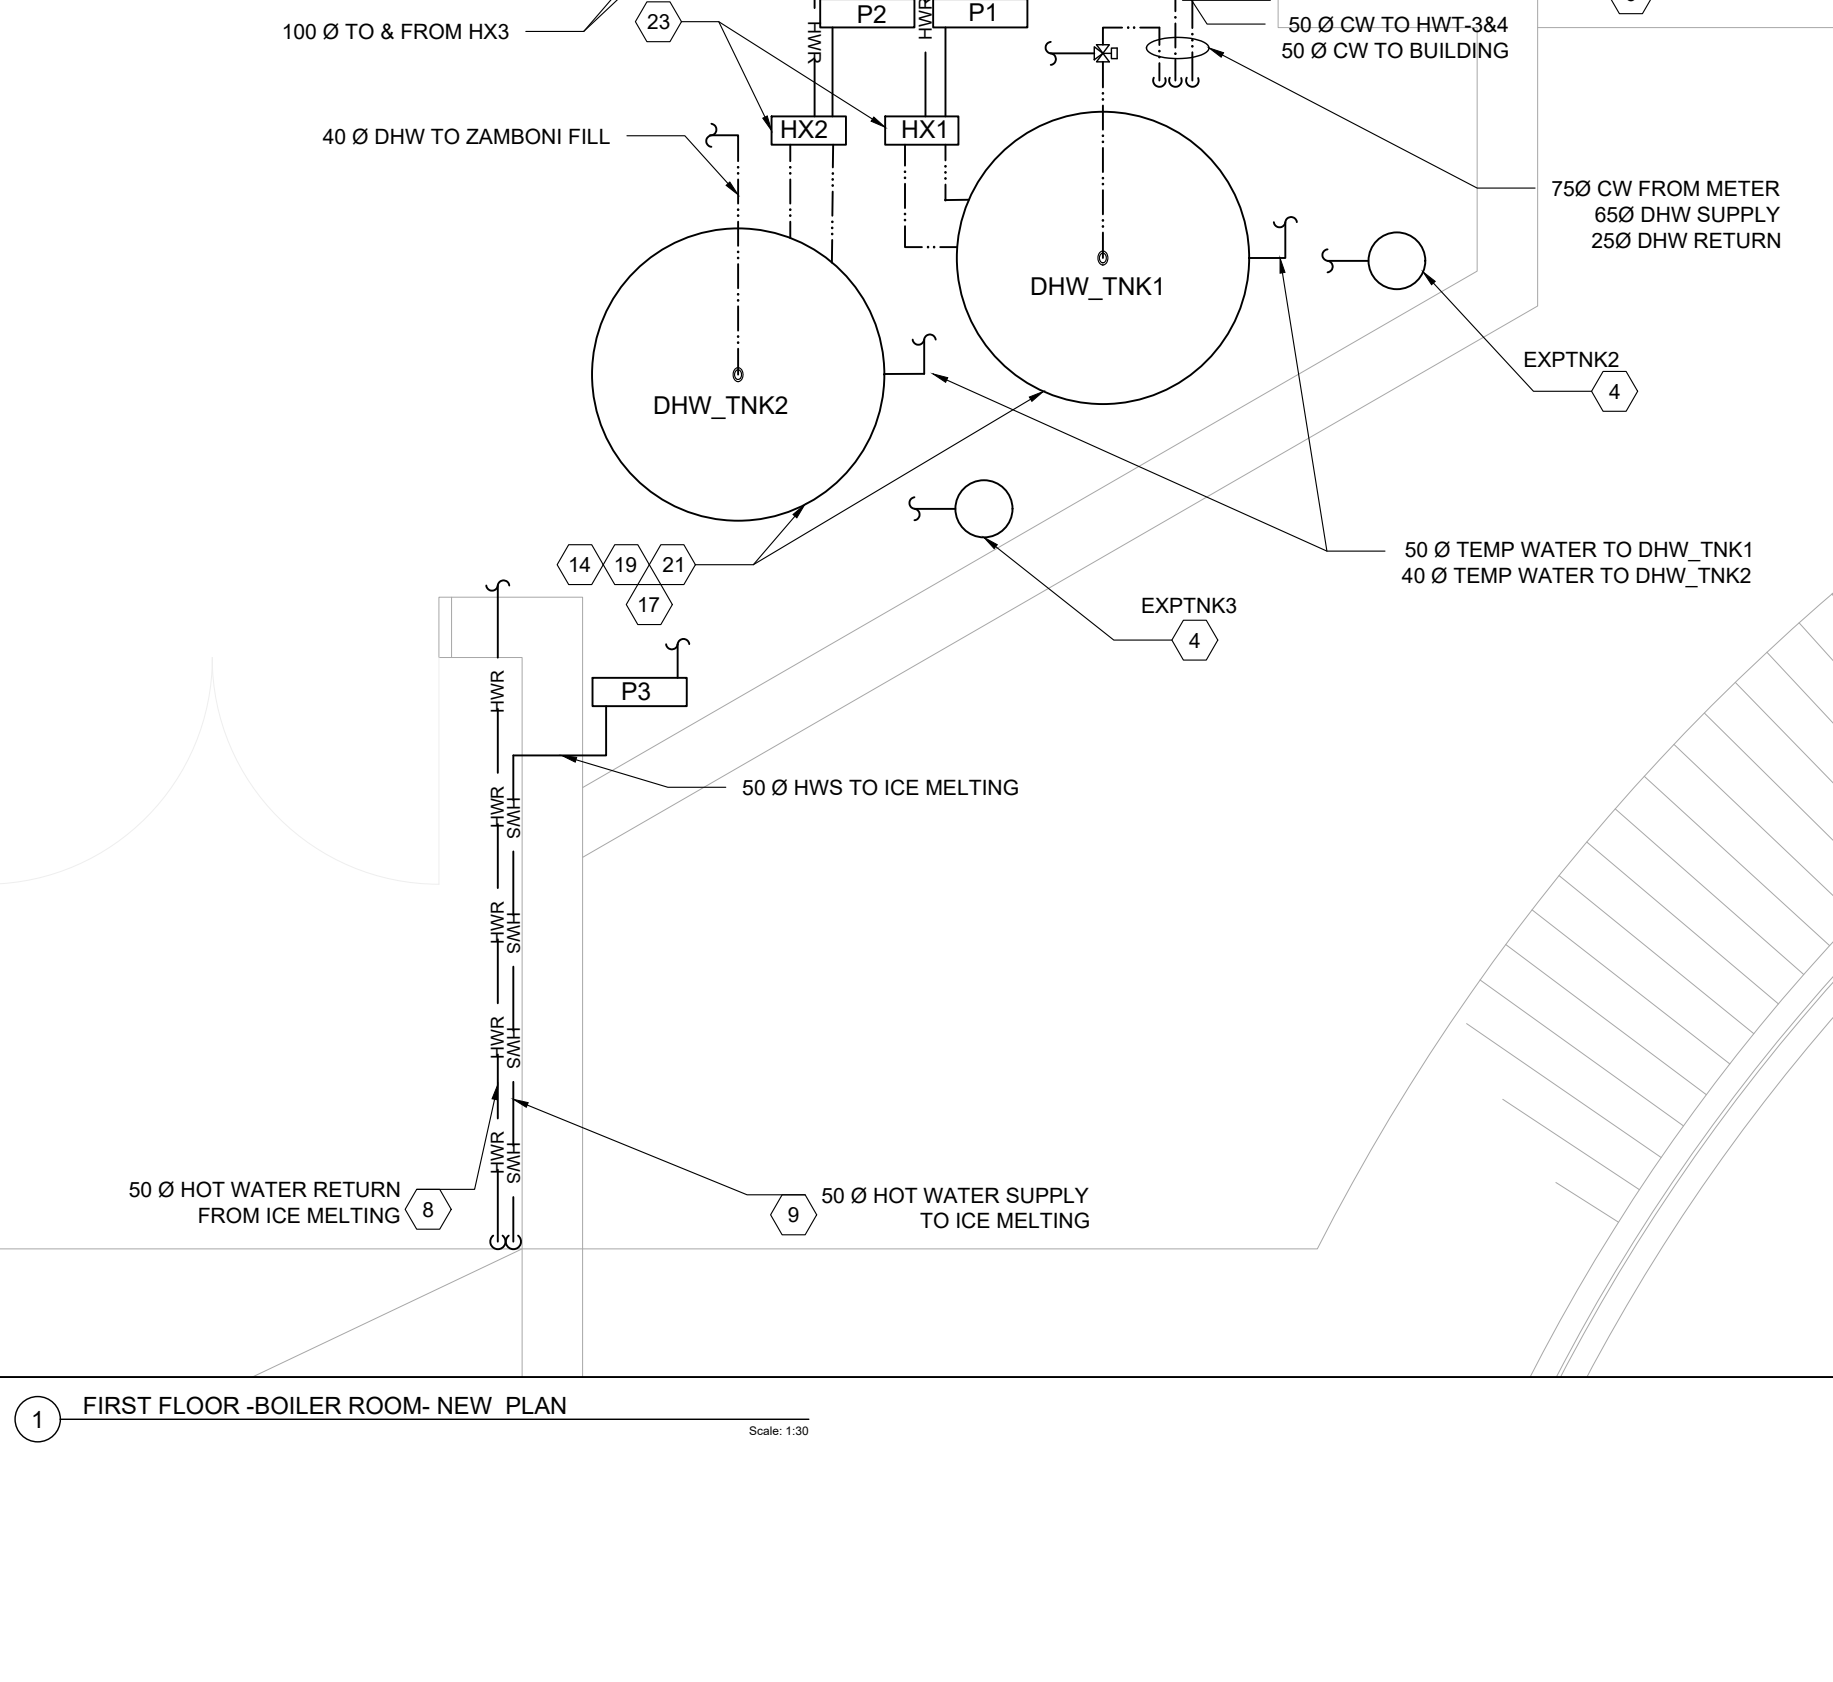 P2
P1
HWR
HWR
100 Ø TO & FROM HX3
23
50 Ø CW TO HWT-3&4
50 Ø CW TO BUILDING
HX2
HX1
40 Ø DHW TO ZAMBONI FILL
75Ø CW FROM METER
65Ø DHW SUPPLY
25Ø DHW RETURN
DHW_TNK1
EXPTNK2
4
DHW_TNK2
50 Ø TEMP WATER TO DHW_TNK1
40 Ø TEMP WATER TO DHW_TNK2
14
19
21
17
EXPTNK3
4
P3
HWR
50 Ø HWS TO ICE MELTING
HWR
HWS
HWR
HWS
HWR
HWS
HWR
HWS
50 Ø HOT WATER RETURN
FROM ICE MELTING
8
9
50 Ø HOT WATER SUPPLY
TO ICE MELTING
1
FIRST FLOOR -BOILER ROOM- NEW PLAN
Scale: 1:30